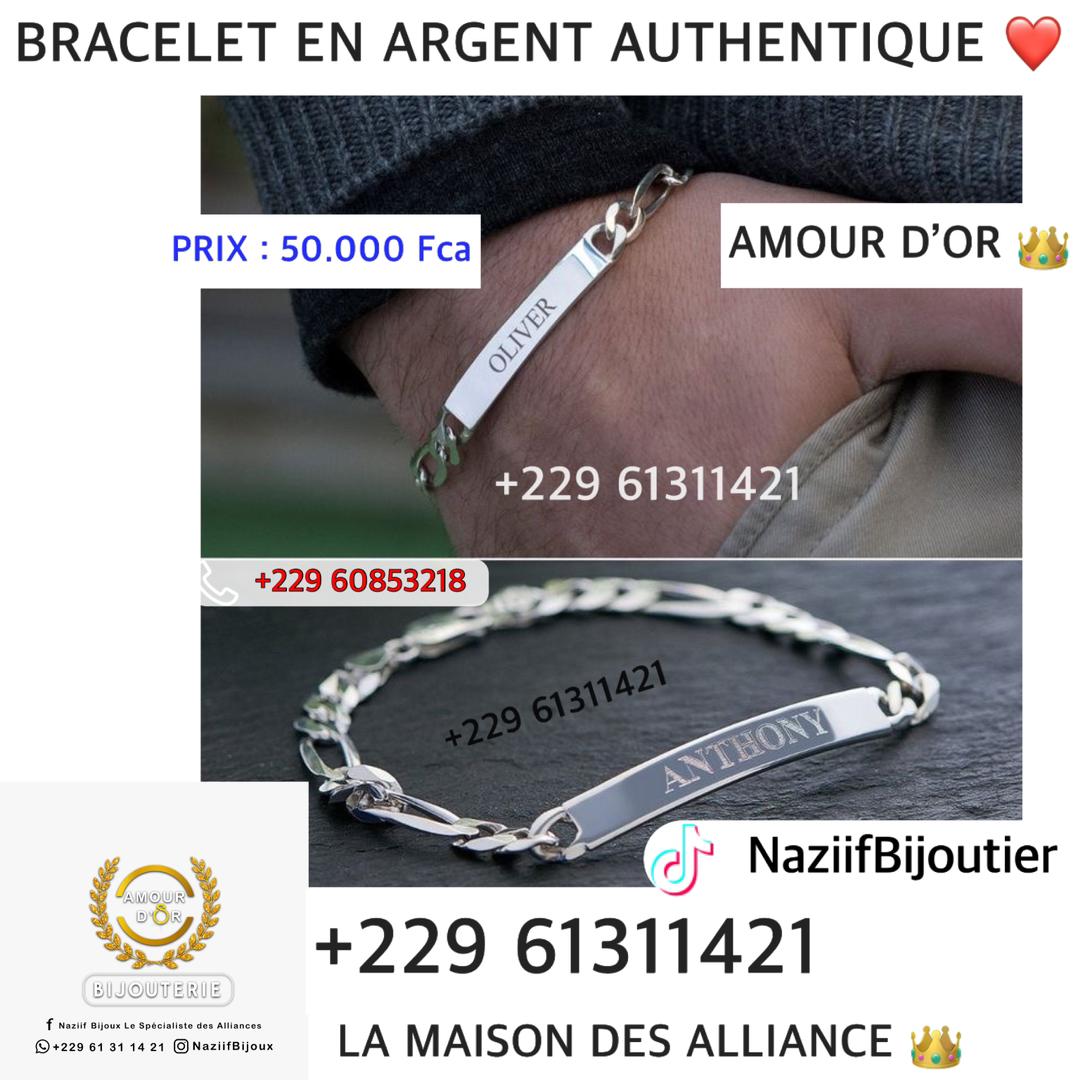 BRACELET EN ARGENT AUTHENTIQUE ❤️
PRIX : 50.000 Fca
AMOUR D’OR 👑
OLIVER
+229 61311421
+229 60853218
+229 61311421
ANTHONY
NaziifBijoutier
AMOUR
D'OR
BIJOUTERIE
+229 61311421
Naziif Bijoux Le Spécialiste des Alliances
+229 61 31 14 21 NaziifBijoux
LA MAISON DES ALLIANCE 👑